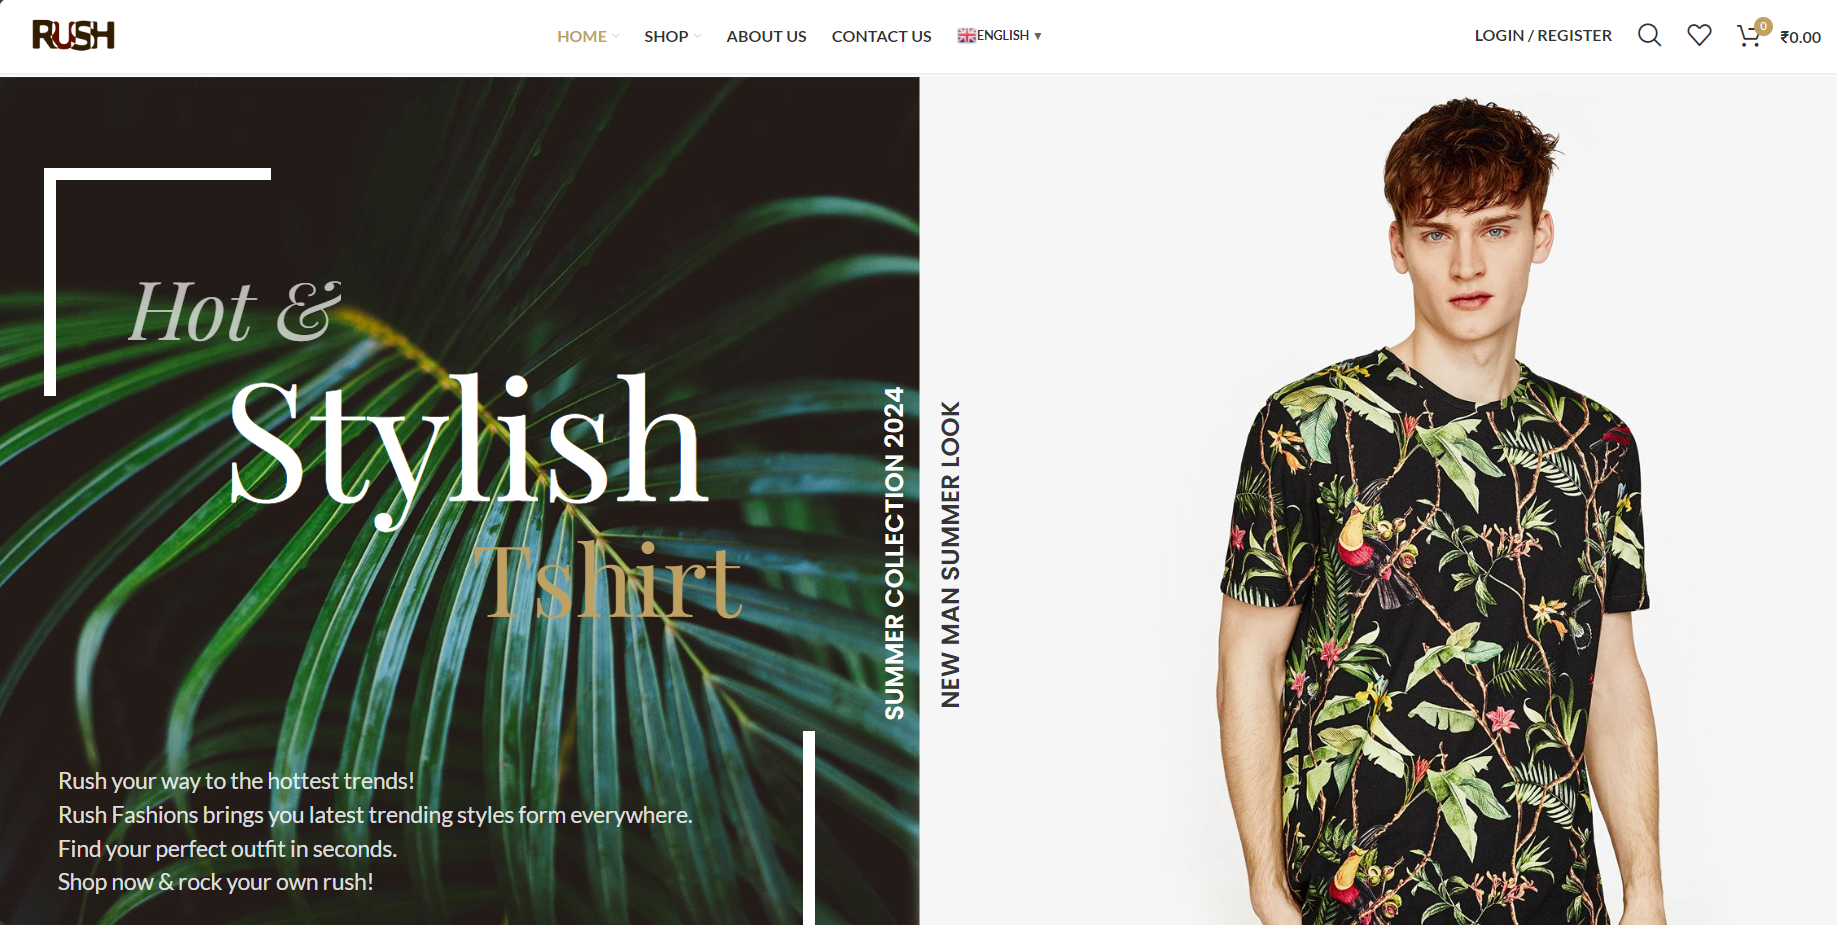 RUSH
HOME
SHOP
ABOUT US
CONTACT US
ENGLISH ▼
LOGIN / REGISTER
0
₹0.00
Hot &
Stylish
Tshirt
SUMMER COLLECTION 2024
NEW MAN SUMMER LOOK
Rush your way to the hottest trends!
Rush Fashions brings you latest trending styles form everywhere.
Find your perfect outfit in seconds.
Shop now & rock your own rush!